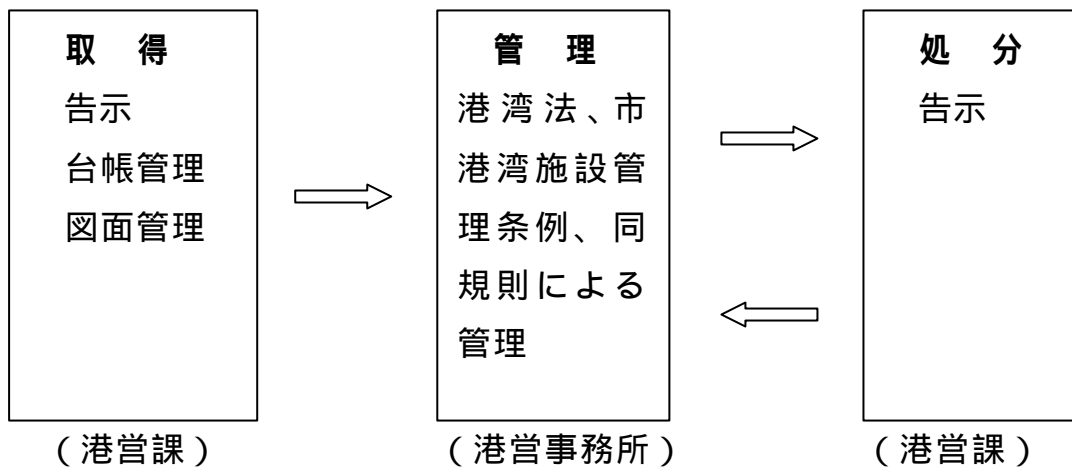 取 得
告示
台帳管理
図面管理
（港営課）
管 理
港湾法、市
港湾施設管
理条例、同
規則による
管理
（港営事務所）
処 分
告示
（港営課）